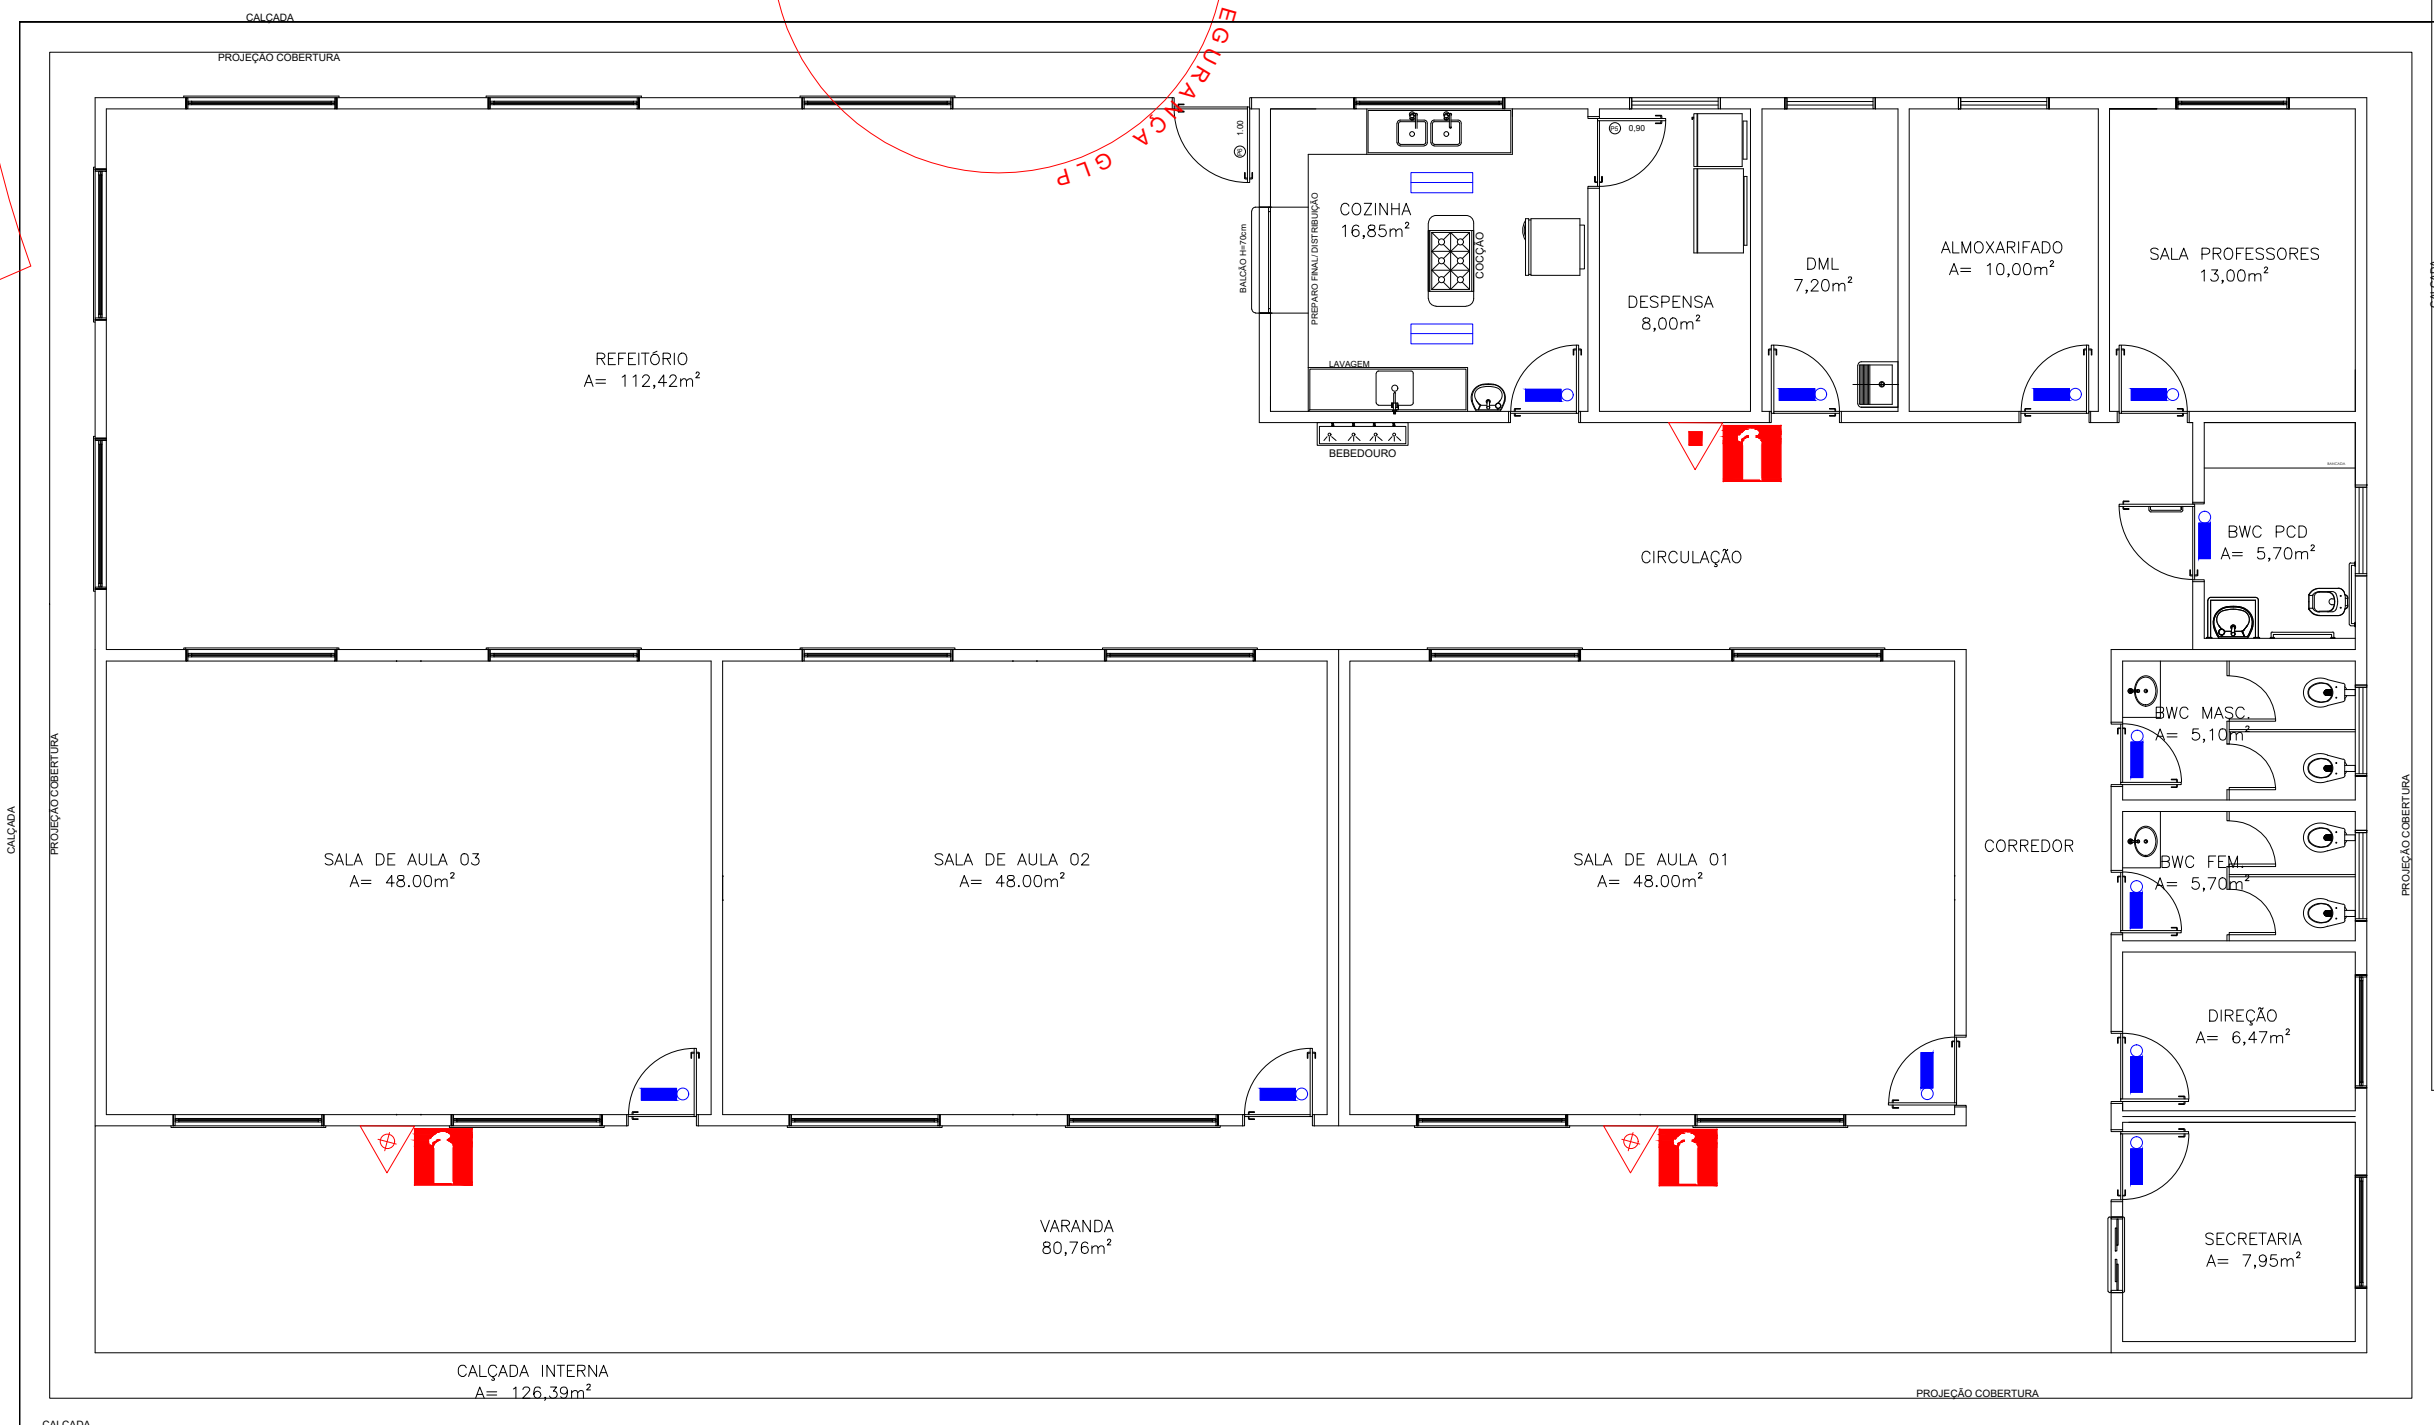 CALÇADA
PROJEÇÃO COBERTURA
EGURANÇA GLP
1.00
P6
BALCÃO H=70cm
PREPARO FINAL/DISTRIBUIÇÃO
COZINHA
16,85m²
COCÇÃO
LAVAGEM
BEBEDOURO
P5 0,90
DESPENSA
8,00m²
DML
7,20m²
ALMOXARIFADO
A= 10,00m²
SALA PROFESSORES
13,00m²
CALÇADA
REFEITÓRIO
A= 112,42m²
BANCADA
BWC PCD
A= 5,70m²
CIRCULAÇÃO
BWC MASC.
A= 5,10m²
BWC FEM.
A= 5,70m²
CORREDOR
SALA DE AULA 03
A= 48.00m²
SALA DE AULA 02
A= 48.00m²
SALA DE AULA 01
A= 48.00m²
CALÇADA
PROJEÇÃO COBERTURA
PROJEÇÃO COBERTURA
DIREÇÃO
A= 6,47m²
SECRETARIA
A= 7,95m²
VARANDA
80,76m²
CALÇADA INTERNA
A= 126,39m²
PROJEÇÃO COBERTURA
CALÇADA